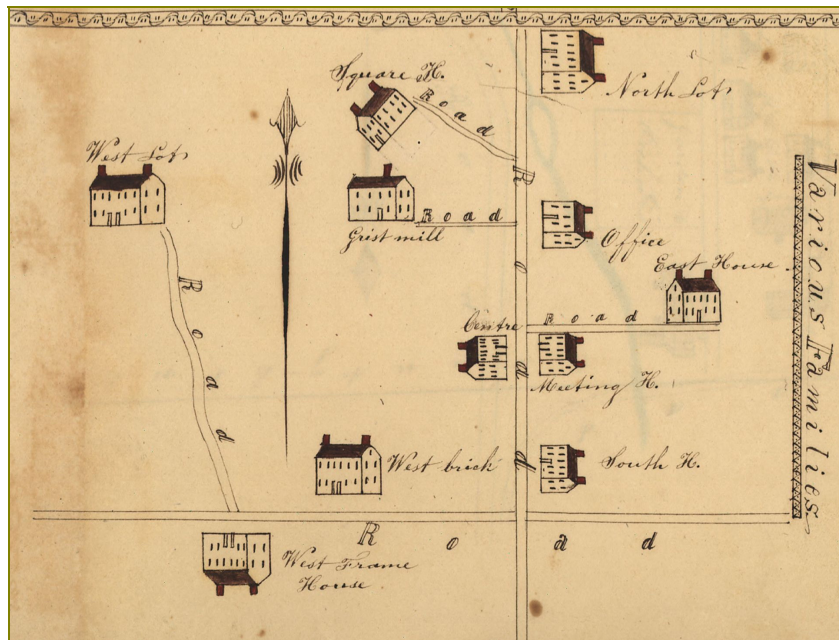 Square H.
Road
North Lot
West Lot
Road
Grist mill
Road
Office
East House
Centre
Road
Meeting H.
Road
West brick
South H.
Road
West Frame
House.
Various Families